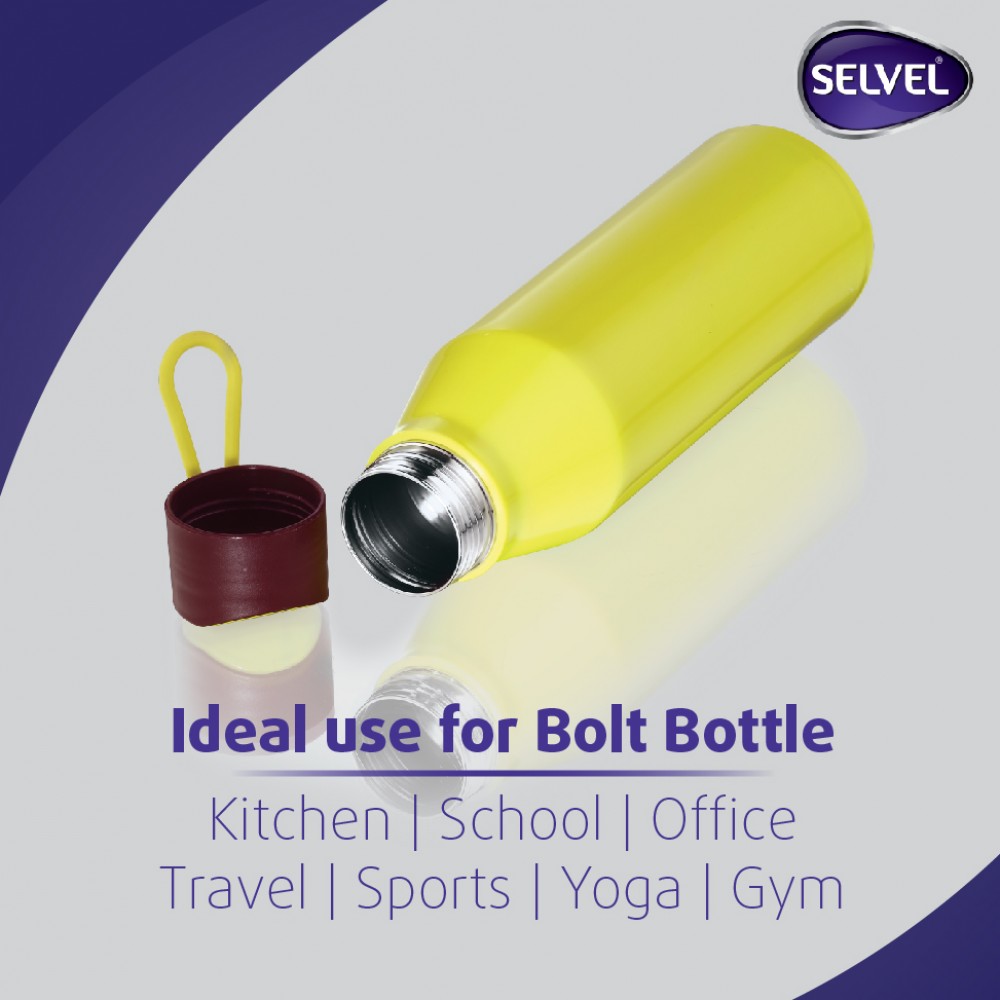 SELVEL®
Ideal use for Bolt Bottle
Kitchen | School | Office
Travel | Sports | Yoga | Gym